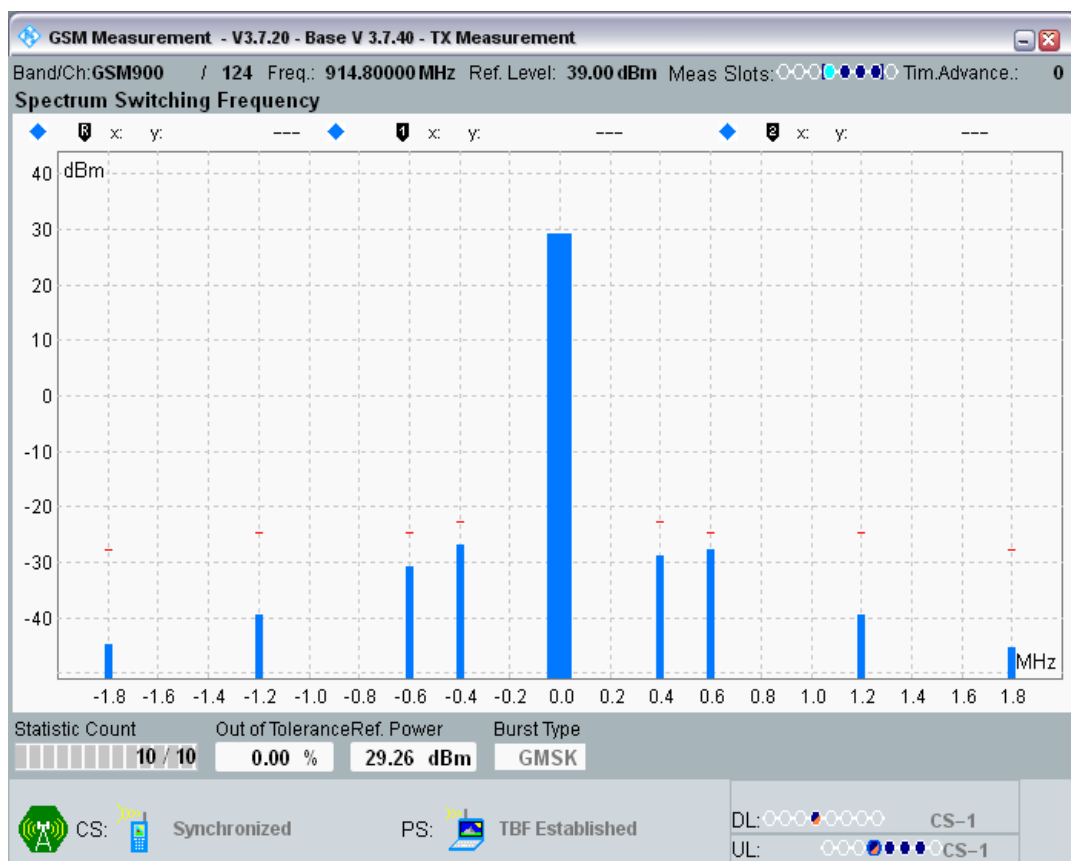 GSM Measurement - V3.7.20 - Base V 3.7.40 - TX Measurement
Band/Ch:GSM900 / 124 Freq.: 914.80000 MHz Ref. Level: 39.00 dBm Meas Slots: Tim.Advance.: 0
Spectrum Switching Frequency
R x: y: --- 1 x: y: --- 2 x: y: ---
dBm
40
30
20
10
0
-10
-20
-30
-40
MHz
-1.8 -1.6 -1.4 -1.2 -1.0 -0.8 -0.6 -0.4 -0.2 0.0 0.2 0.4 0.6 0.8 1.0 1.2 1.4 1.6 1.8
Statistic Count Out of Tolerance Ref. Power Burst Type
10 / 10 0.00 % 29.26 dBm GMSK
CS: Synchronized PS: TBF Established
DL: CS-1
UL: CS-1